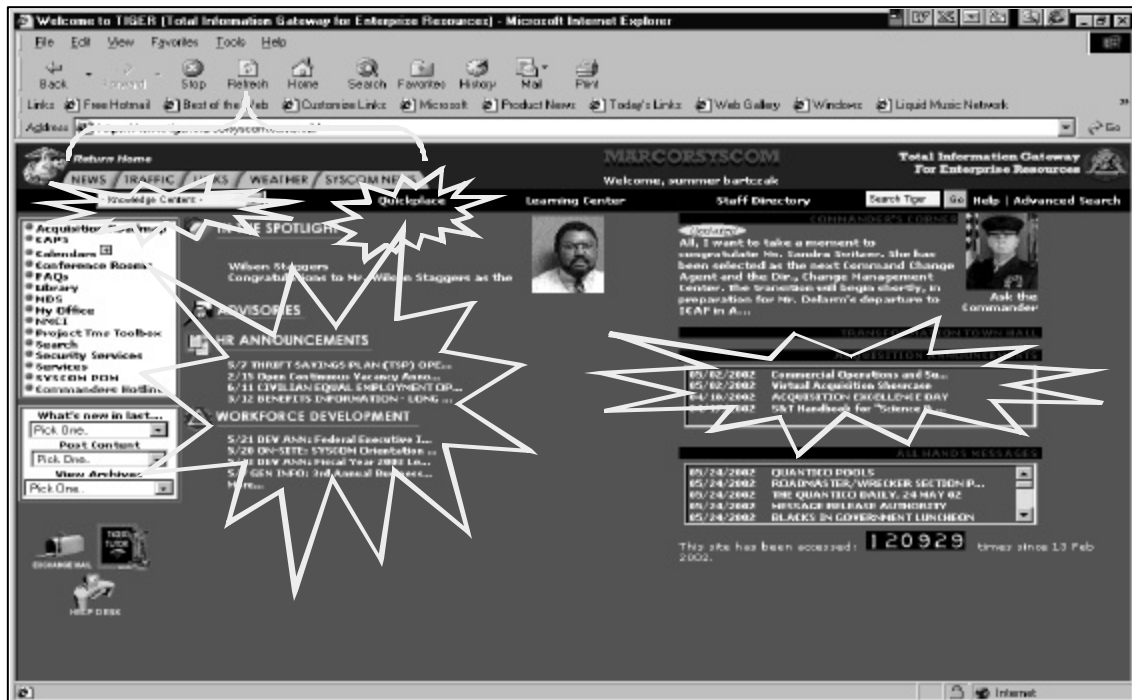 Welcome to TIGER (Total Information Gateway for Enterprise Resources) - Microsoft Internet Explorer
File Edit View Favorites Tools Help
Back Forward Stop Refresh Home Search Favorites History Mail Print
Links Free Hotmail Best of the Web Customize Links Microsoft Product News Today's Links Web Gallery Windows Liquid Music Network
Address Go
Return Home
MARCORSYSCOM
Total Information Gateway
For Enterprise Resources
NEWS TRAFFIC LINKS WEATHER SYSCOM NEWS
Welcome, summer bartczak
- Knowledge Centers -
Quickplace
Learning Center
Staff Directory
Search Tiger
Go
Help | Advanced Search
Acquisition
CAPS
Calendars
Conference Rooms
FAQs
Library
MDS
My Office
NMCI
Project Tme Toolbox
Search
Security Services
Services
SYSCOM POM
Commanders Hotline
What's new in last...
Pick One..
Post Content
Pick One..
View Archives
Pick One..
EXCHANGE MAIL
TIGER TUTOR
HELP DESK
IN THE SPOTLIGHT
Wilson Staggers
Congratulations to Mr. Wilson Staggers as the
ADVISORIES
HR ANNOUNCEMENTS
5/7 THRIFT SAVINGS PLAN (TSP) OPE...
2/15 Open Continuous Vacancy Anno...
6/11 CIVILIAN EQUAL EMPLOYMENT OP...
5/12 BENEFITS INFORMATION - LONG ...
WORKFORCE DEVELOPMENT
5/21 DEV ANN: Federal Executive I...
5/20 ON-SITE: SYSCOM Orientation ...
DEV ANN: Fiscal Year 2003 Le...
GEN INFO: 3rd Annual Business...
More...
COMMANDER'S CORNER
Updated
All, I want to take a moment to
congratulate Ms. Sandra
She has
been selected as the next Command Change
Agent and the Dir., Change Management
Center. The transition will begin shortly, in
preparation for Mr. Delarm's departure to
ICAF in A...
Ask the
Commander
TRANSFORMATION TOWN HALL
ACQUISITION ANNOUNCEMENTS
05/02/2002 Commercial Operations and Su...
05/02/2002 Virtual Acquisition Showcase
04/10/2002 ACQUISITION EXCELLENCE DAY
S&T Handbook for "Science
ALL HANDS MESSAGES
05/24/2002 QUANTICO POOLS
05/24/2002 ROADMASTER/WRECKER SECTION P...
05/24/2002 THE QUANTICO DAILY, 24 MAY 02
05/24/2002 MESSAGE RELEASE AUTHORITY
05/24/2002 BLACKS IN GOVERNMENT LUNCHEON
This site has been accessed: 120929 times since 13 Feb
2002.
Internet